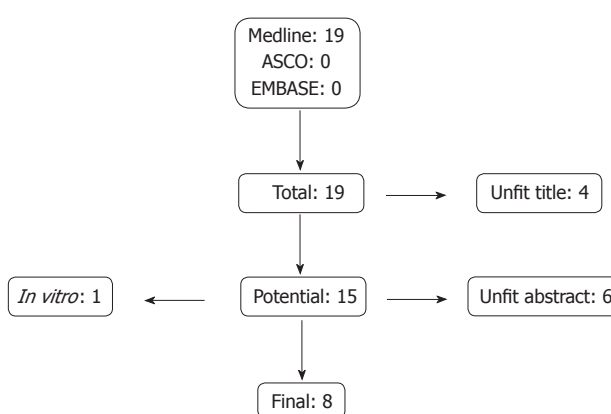 Medline: 19
ASCO: 0
EMBASE: 0
Total: 19
Unfit title: 4
In vitro: 1
Potential: 15
Unfit abstract: 6
Final: 8